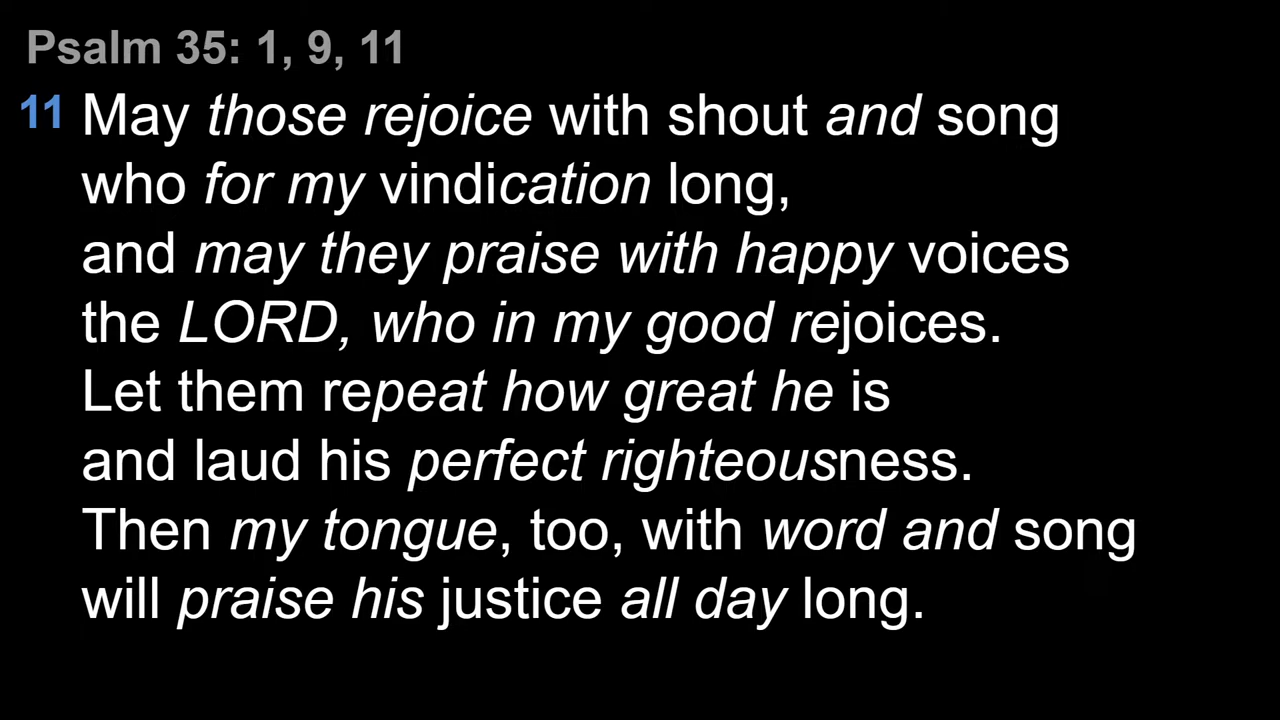 Psalm 35: 1, 9, 11
11 May those rejoice with shout and song
who for my vindication long,
and may they praise with happy voices
the LORD, who in my good rejoices.
Let them repeat how great he is
and laud his perfect righteousness.
Then my tongue, too, with word and song
will praise his justice all day long.